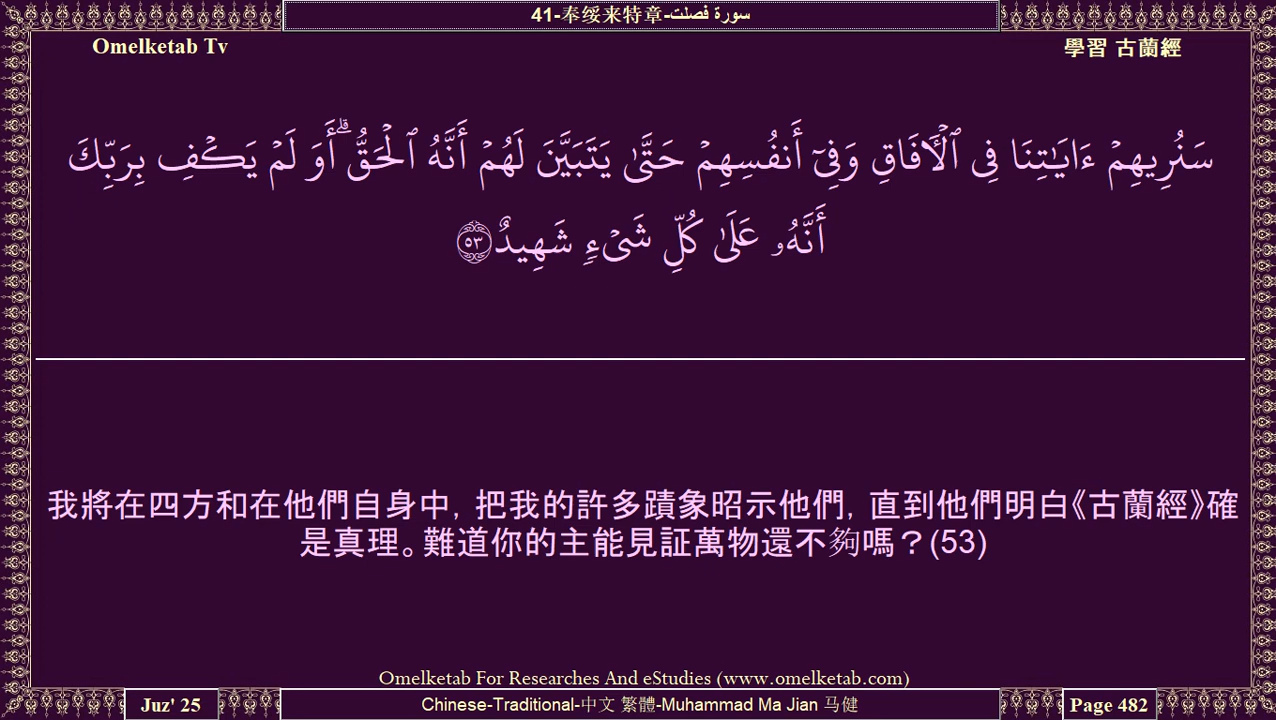 41-奉绥来特章-سورة فصلت
Omelketab Tv
學習 古蘭經
سَنُرِيهِمۡ ءَايَٰتِنَا فِي ٱلۡأٓفَاقِ وَفِيٓ أَنفُسِهِمۡ حَتَّىٰ يَتَبَيَّنَ لَهُمۡ أَنَّهُ ٱلۡحَقُّۗ أَوَ لَمۡ يَكۡفِ بِرَبِّكَ
أَنَّهُۥ عَلَىٰ كُلِّ شَيۡءٖ شَهِيدٌ ٥٣
我將在四方和在他們自身中，把我的許多蹟象昭示他們，直到他們明白《古蘭經》確
是真理。難道你的主能見証萬物還不夠嗎？(53)
Omelketab For Researches And eStudies (www.omelketab.com)
Juz' 25
Chinese-Traditional-中文 繁體-Muhammad Ma Jian 马健
Page 482